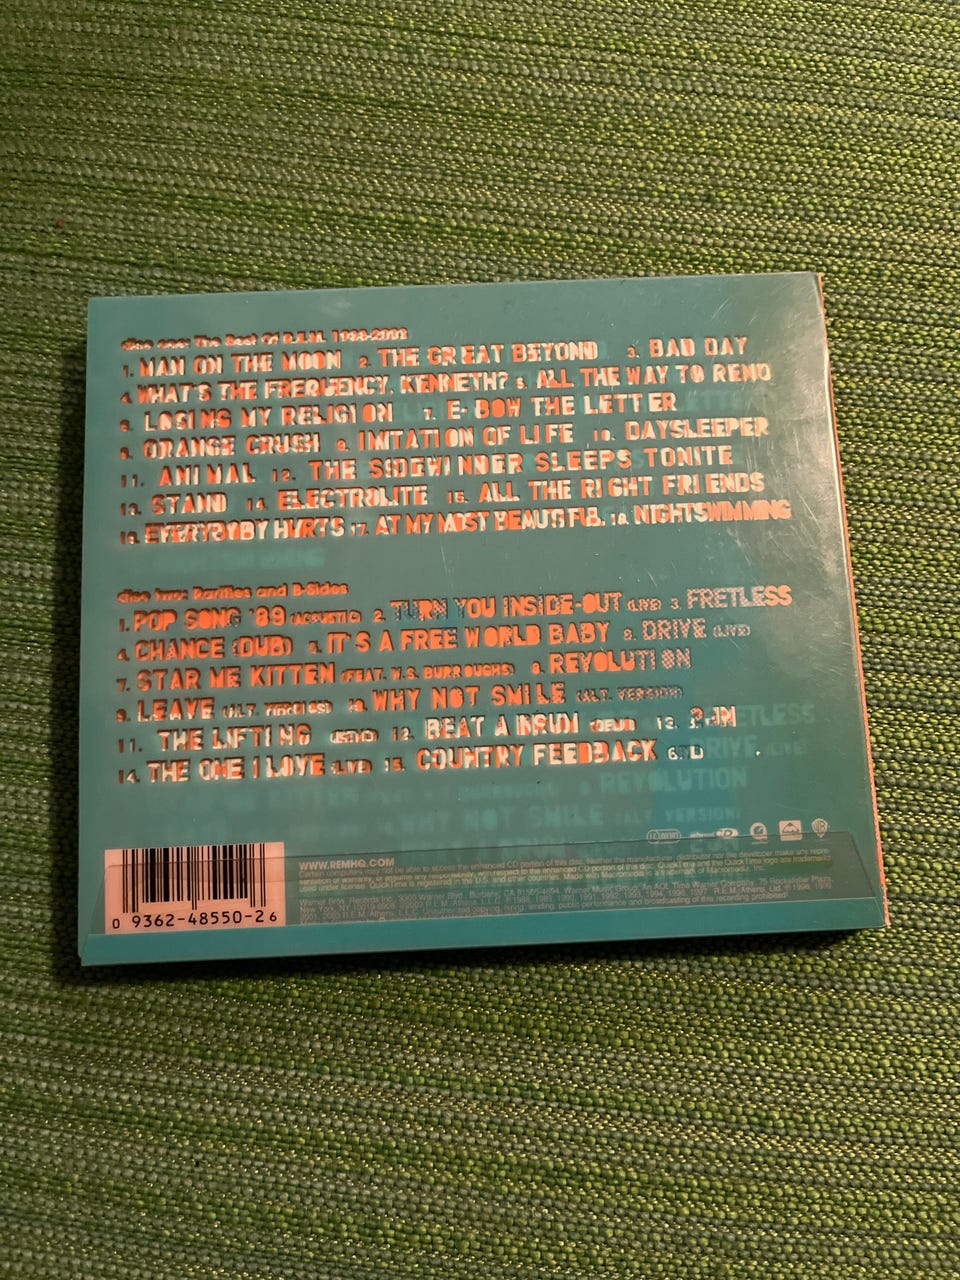 disc one: The Best Of R.E.M. 1988-2003
1. MAN ON THE MOON 2. THE GREAT BEYOND 3. BAD DAY
4. WHAT'S THE FREQUENCY, KENNETH? 5. ALL THE WAY TO RENO
6. LOSING MY RELIGION 7. E-BOW THE LETTER
8. ORANGE CRUSH 9. IMITATION OF LIFE 10. DAYSLEEPER
11. ANIMAL 12. THE SIDEWINDER SLEEPS TONITE
13. STAND 14. ELECTROLITE 15. ALL THE RIGHT FRIENDS
16. EVERYBODY HURTS 17. AT MY MOST BEAUTIFUL 18. NIGHTSWIMMING
disc two: Rarities and B-Sides
1. POP SONG '89 (ACOUSTIC) 2. TURN YOU INSIDE-OUT (LIVE) 3. FRETLESS
4. CHANCE (DUB) 5. IT'S A FREE WORLD BABY 6. DRIVE (LIVE)
7. STAR ME KITTEN (FEAT. W.S. BURROUGHS) 8. REVOLUTION
9. LEAVE (ALT. VERSION) 10. WHY NOT SMILE (ALT. VERSION)
11. THE LIFTING (DEMO) 12. BEAT A DRUM (DEMO) 13. 2JN
14. THE ONE I LOVE (LIVE) 15. COUNTRY FEEDBACK
WWW.REMHQ.COM
0 9362-48550-2 6